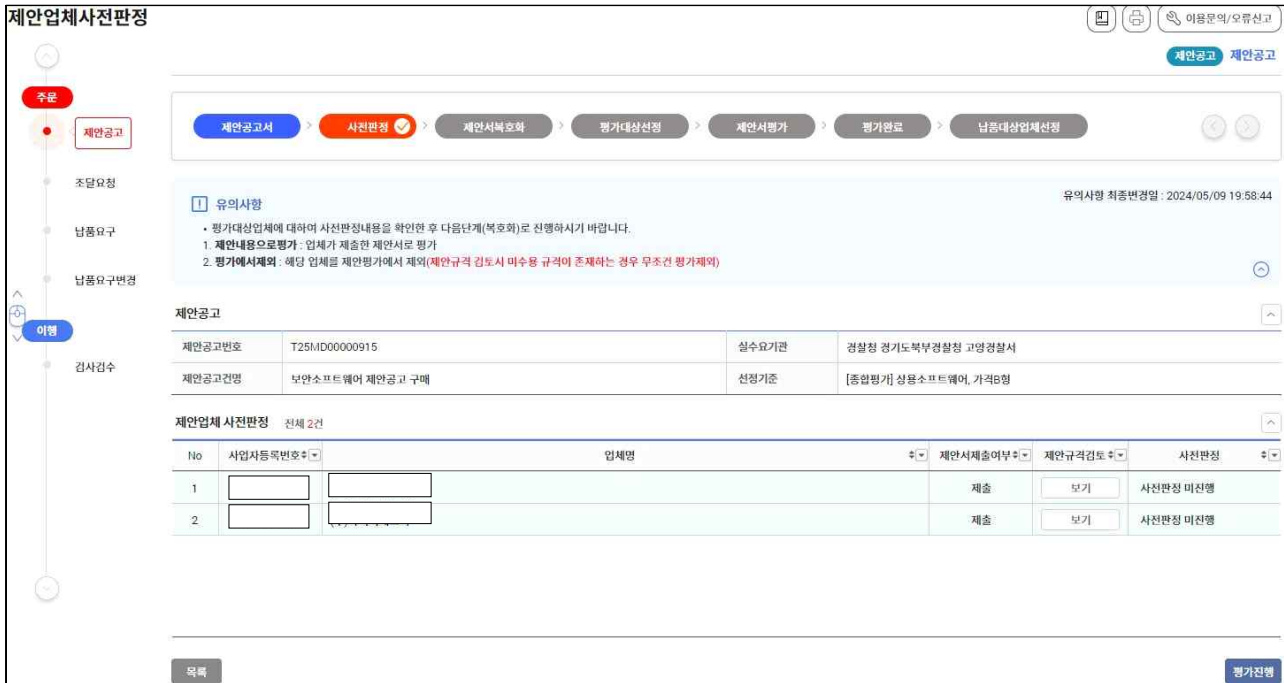 제안업체사전판정
이용문의/오류신고
제안공고 제안공고
주문
제안공고
조달요청
납품요구
납품요구변경
이행
검사검수
제안공고서 사전판정 제안서복호화 평가대상선정 제안서평가 평가완료 납품대상업체선정
유의사항
유의사항 최종변경일 : 2024/05/09 19:58:44
• 평가대상업체에 대하여 사전판정내용을 확인한 후 다음단계(복호화)로 진행하시기 바랍니다.
1. 제안내용으로평가 : 업체가 제출한 제안서로 평가
2. 평가에서제외 : 해당 업체를 제안평가에서 제외(제안규격 검토시 미수용 규격이 존재하는 경우 무조건 평가제외)
제안공고
제안공고번호 T25MD00000915 실수요기관 경찰청 경기도북부경찰청 고양경찰서
제안공고건명 보안소프트웨어 제안공고 구매 선정기준 [종합평가] 상용소프트웨어, 가격B형
제안업체 사전판정 전체 2건
No 사업자등록번호 업체명 제안서제출여부 제안규격검토 사전판정
1 제출 보기 사전판정 미진행
2 제출 보기 사전판정 미진행
목록 평가진행